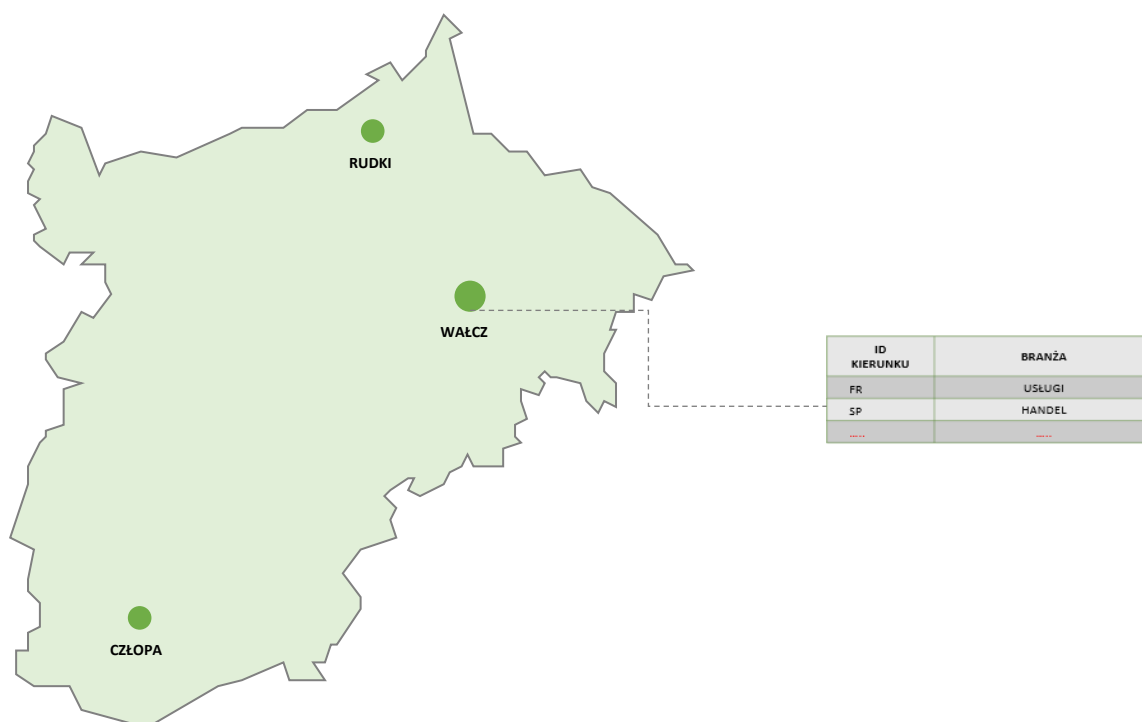 RUDKI
WAŁCZ
ID KIERUNKU BRANŻA
FR USŁUGI
SP HANDEL
..... .....
CZŁOPA